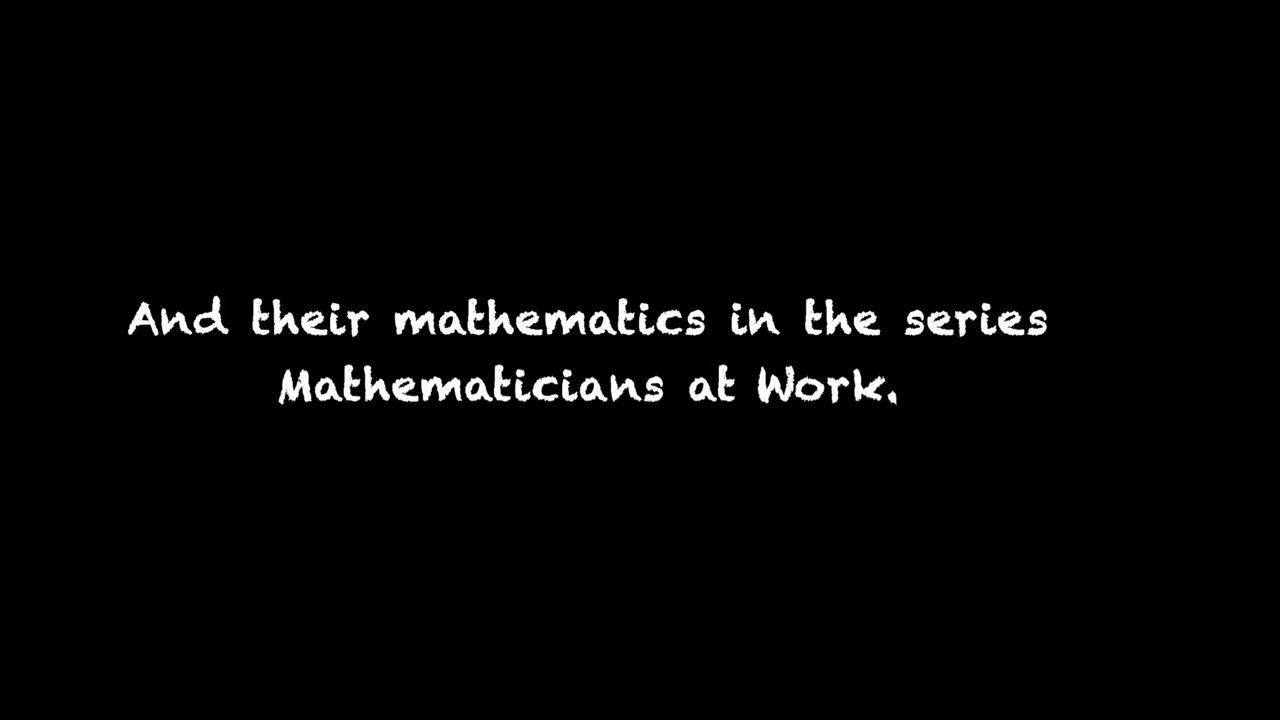 And their mathematics in the series
Mathematicians at Work.